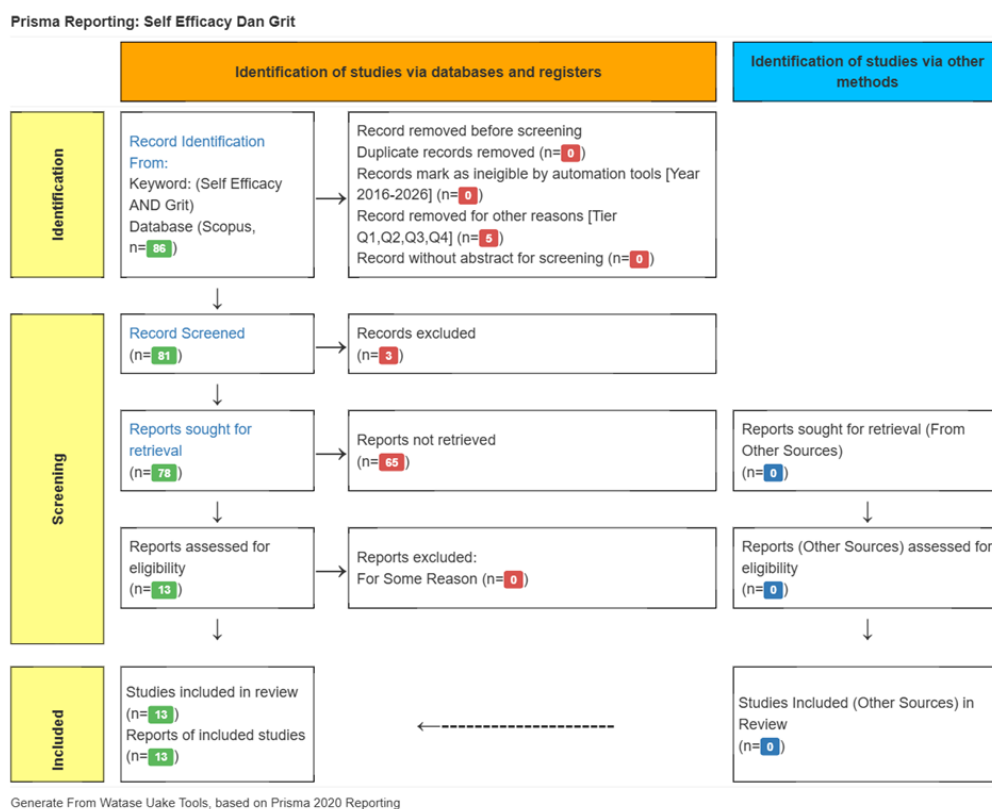 Prisma Reporting: Self Efficacy Dan Grit
Identification of studies via databases and registers
Identification of studies via other
methods
Identification
Record Identification
From:
Keyword: (Self Efficacy
AND Grit)
Database (Scopus,
n=86)
Record removed before screening
Duplicate records removed (n=0)
Records mark as ineligible by automation tools [Year
2016-2026] (n=0)
Record removed for other reasons [Tier
Q1,Q2,Q3,Q4] (n=5)
Record without abstract for screening (n=0)
Screening
Record Screened
(n=81)
Records excluded
(n=3)
Reports sought for
retrieval
(n=78)
Reports not retrieved
(n=65)
Reports sought for retrieval (From
Other Sources)
(n=0)
Reports assessed for
eligibility
(n=13)
Reports excluded:
For Some Reason (n=0)
Reports (Other Sources) assessed for
eligibility
(n=0)
Included
Studies included in review
(n=13)
Reports of included studies
(n=13)
Studies Included (Other Sources) in
Review
(n=0)
Generate From Watase Uake Tools, based on Prisma 2020 Reporting